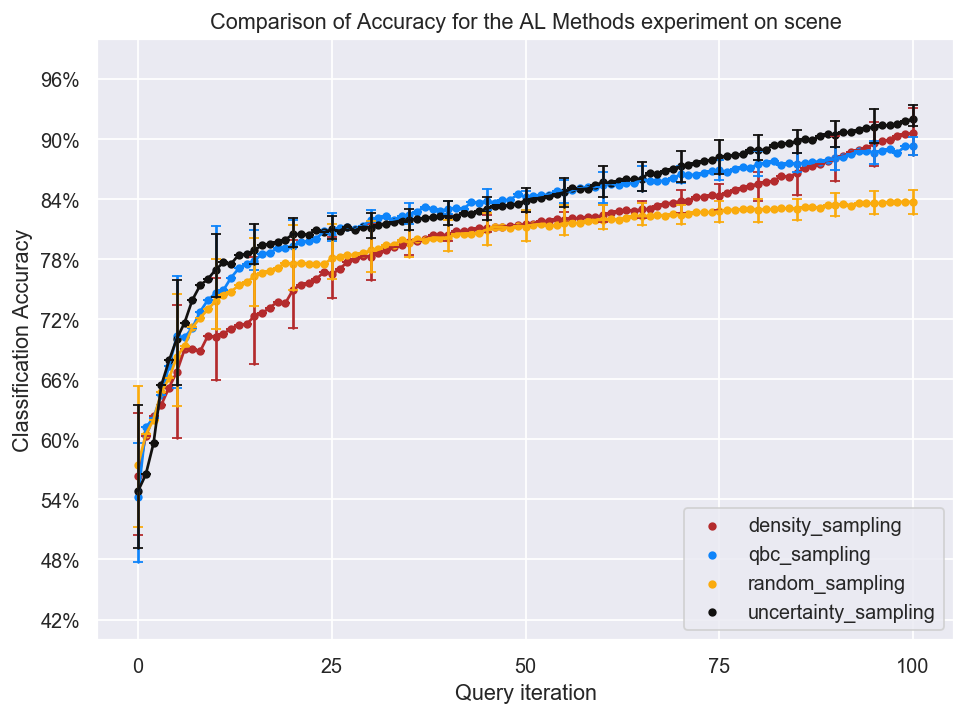 Comparison of Accuracy for the AL Methods experiment on scene
96%
90%
84%
78%
72%
66%
60%
54%
48%
42%
Classification Accuracy
density_sampling
qbc_sampling
random_sampling
uncertainty_sampling
0 25 50 75 100
Query iteration